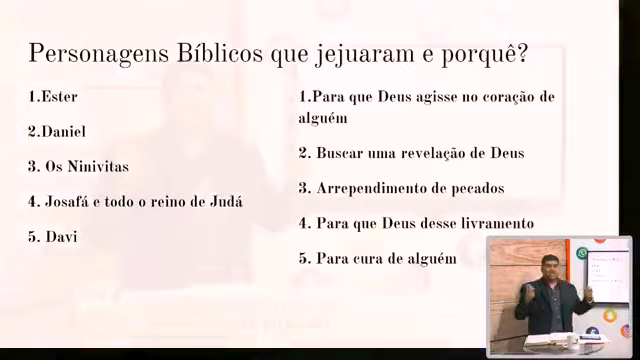 Personagens Bíblicos que jejuaram e porquê?
1.Ester
2.Daniel
3. Os Ninivitas
4. Josafá e todo o reino de Judá
5. Davi
1.Para que Deus agisse no coração de
alguém
2. Buscar uma revelação de Deus
3. Arrependimento de pecados
4. Para que Deus desse livramento
5. Para cura de alguém